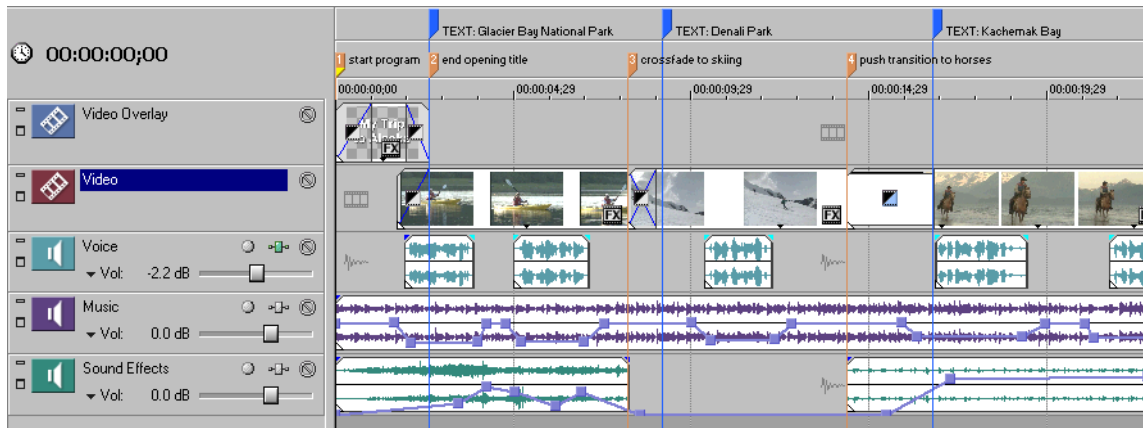 TEXT: Glacier Bay National Park
TEXT: Denali Park
TEXT: Kachemak Bay
00:00:00;00
1 start program
2 end opening title
3 crossfade to skiing
4 push transition to horses
00:00:00;00
00:00:04;29
00:00:09;29
00:00:14;29
00:00:19;29
Video Overlay
My Trip
FX
Video
FX
FX
FX
Voice
Vol: -2.2 dB
Music
Vol: 0.0 dB
Sound Effects
Vol: 0.0 dB